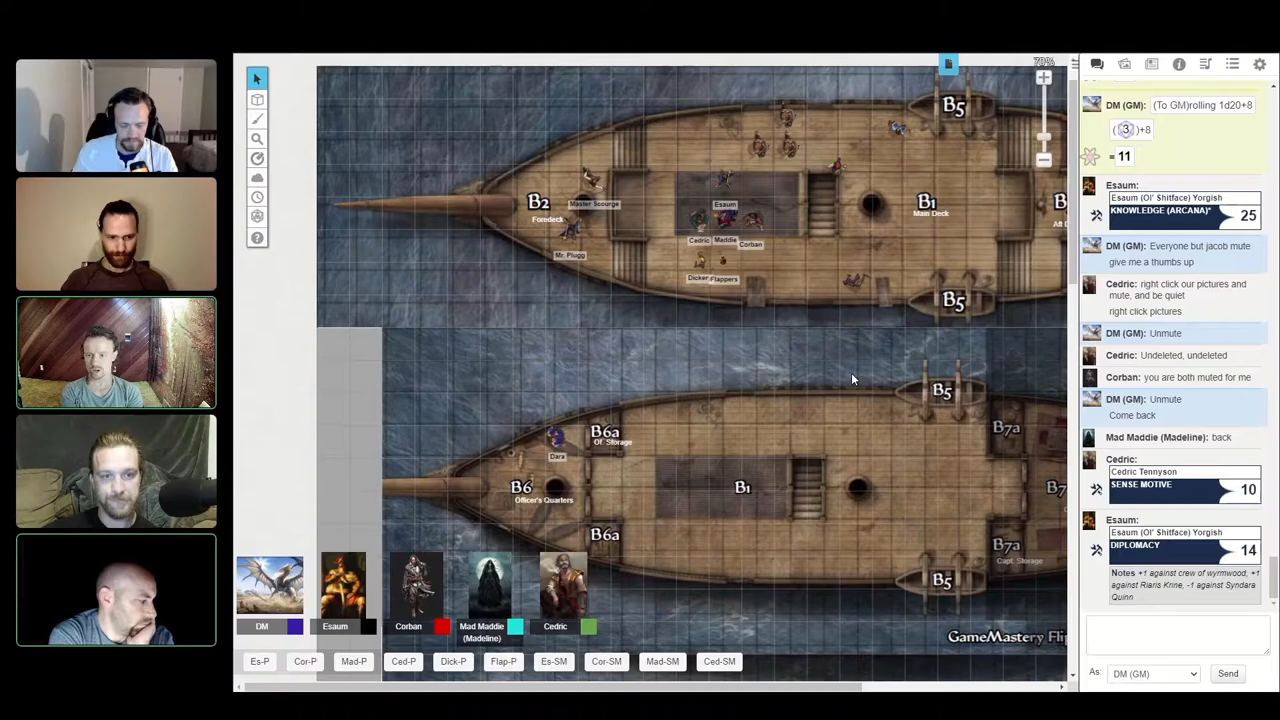 70%
B5
B2
Foredeck
Master Scourge
Mr. Plugg
Esaum
Cedric
Maddie
Corban
Flappers
B1
Main Deck
B5
B5
B6a
Of. Storage
Dara
B6
Officer's Quarters
B6a
B1
B7a
B7a
Capt. Storage
B5
GameMastery Fli
DM
Esaum
Corban
Mad Maddie
(Madeline)
Cedric
Es-P
Cor-P
Mad-P
Ced-P
Dick-P
Flap-P
Es-SM
Cor-SM
Mad-SM
Ced-SM
DM (GM):
(To GM)rolling 1d20+8
(3)+8
= 11
Esaum:
Esaum (Ol' Shitface) Yorgish
KNOWLEDGE (ARCANA)* 25
DM (GM): Everyone but jacob mute
give me a thumbs up
Cedric: right click our pictures and
mute, and be quiet
right click pictures
DM (GM): Unmute
Cedric: Undeleted, undeleted
Corban: you are both muted for me
DM (GM): Unmute
Come back
Mad Maddie (Madeline): back
Cedric:
Cedric Tennyson
SENSE MOTIVE 10
Esaum:
Esaum (Ol' Shitface) Yorgish
DIPLOMACY 14
Notes +1 against crew of wyrmwood, +1
against Riaris Krine, -1 against Syndara
Quinn
As:
DM (GM)
Send